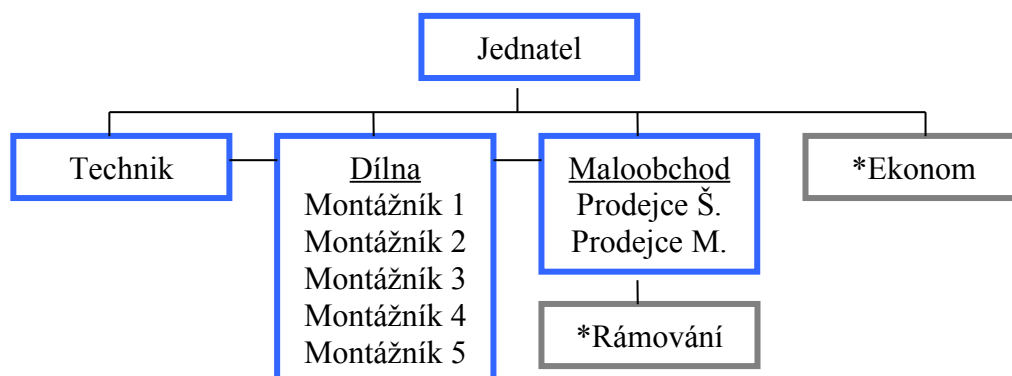 Jednatel
Technik
Dílna
Montážník 1
Montážník 2
Montážník 3
Montážník 4
Montážník 5
Maloobchod
Prodejce Š.
Prodejce M.
*Ekonom
*Rámování